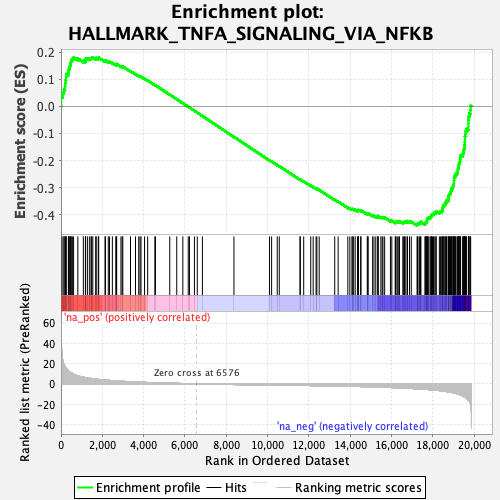 Enrichment plot:
HALLMARK_TNFA_SIGNALING_VIA_NFKB
Enrichment score (ES)
0.2
0.1
0.0
-0.1
-0.2
-0.3
-0.4
'na_pos' (positively correlated)
Ranked list metric (PreRanked)
60
40
20
0
-20
-40
Zero cross at 6576
'na_neg' (negatively correlated)
0
2,000
4,000
6,000
8,000
10,000
12,000
14,000
16,000
18,000
20,000
Rank in Ordered Dataset
Enrichment profile
Hits
Ranking metric scores